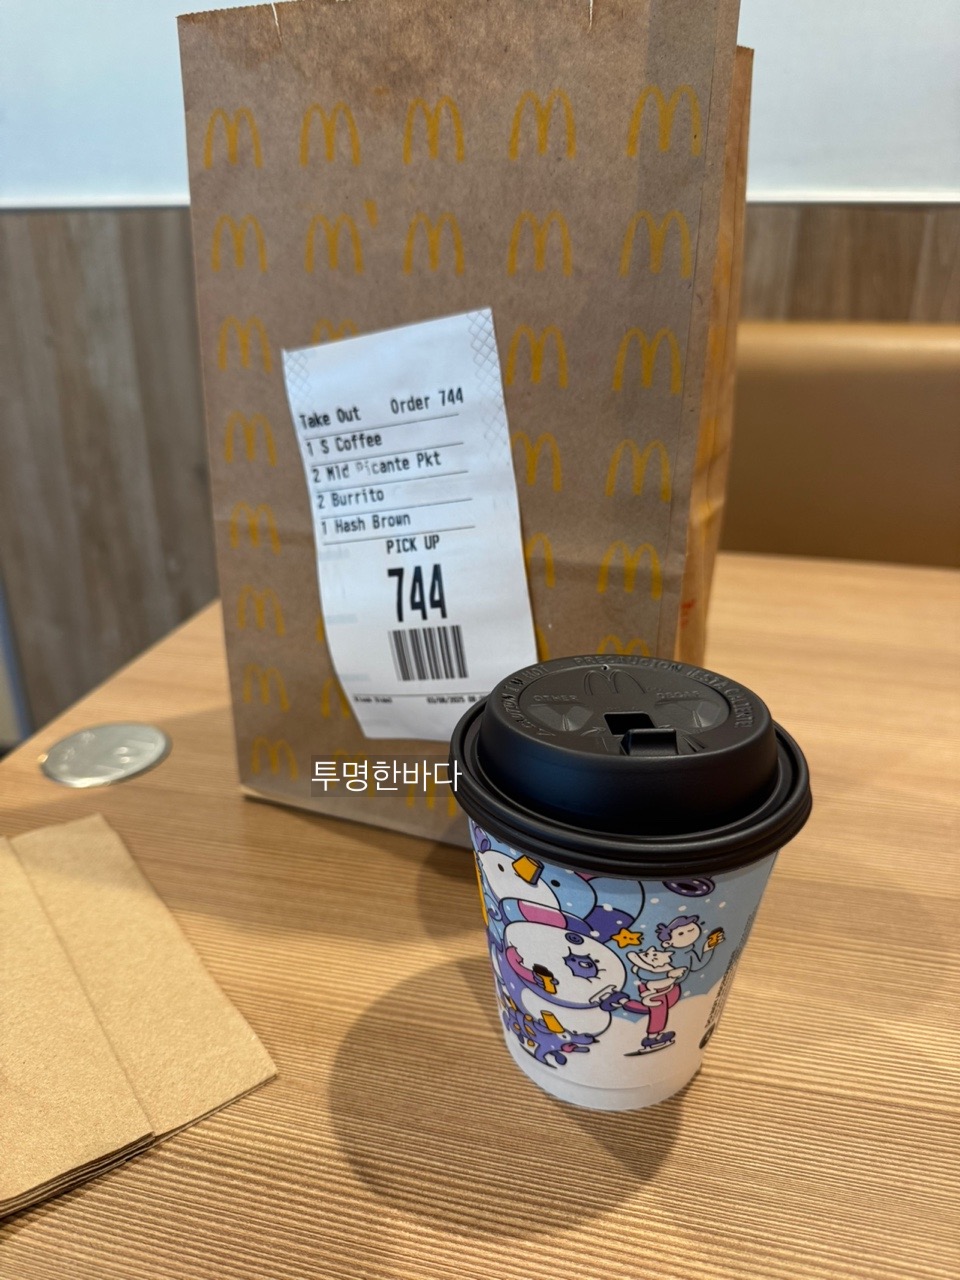 Take Out Order 744
1 S Coffee
2 Mld Picante Pkt
2 Burrito
1 Hash Brown
PICK UP
744
투명한바다